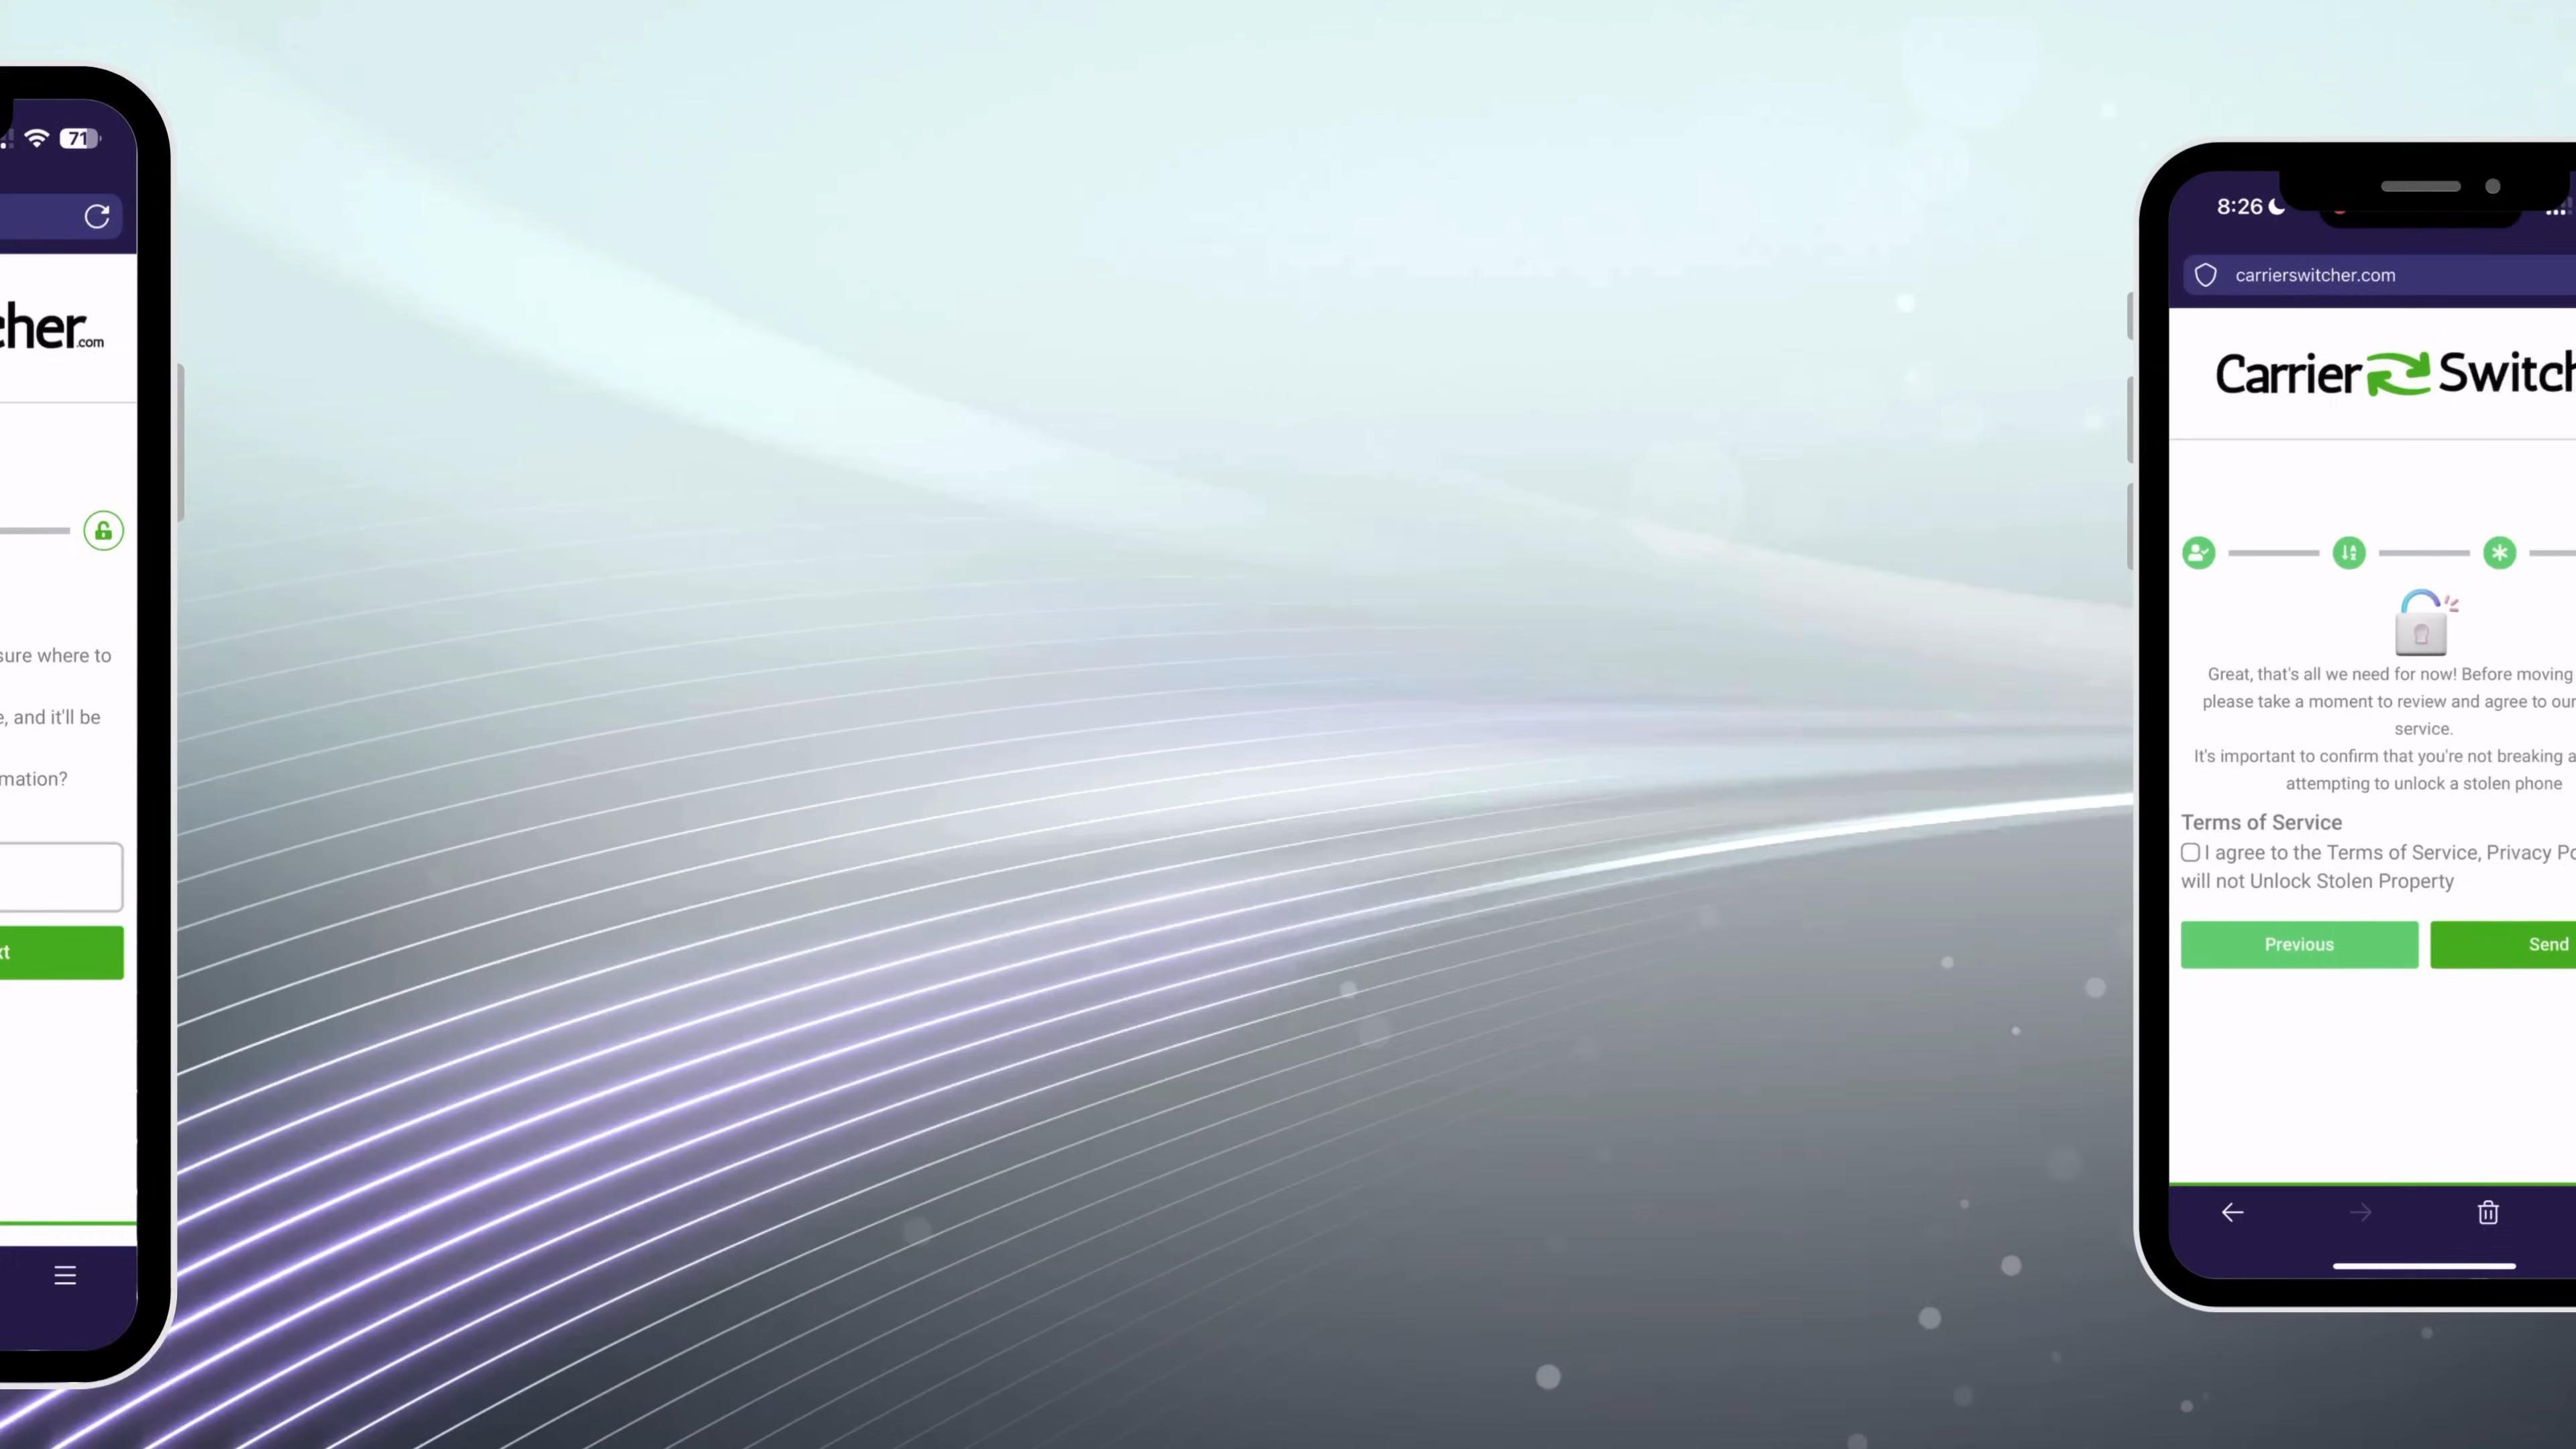 71
cher.com
sure where to
e, and it'll be
mation?
xt
8:26
carrierswitcher.com
Carrier Switch
Great, that's all we need for now! Before moving
please take a moment to review and agree to our
service.
It's important to confirm that you're not breaking a
attempting to unlock a stolen phone
Terms of Service
I agree to the Terms of Service, Privacy Po
will not Unlock Stolen Property
Previous
Send